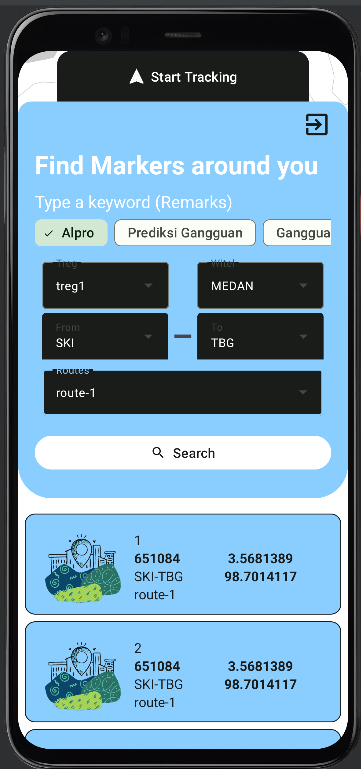 Start Tracking
Find Markers around you
Type a keyword (Remarks)
Alpro
Prediksi Gangguan
Ganggua
Treg
Witel
treg1
MEDAN
From
To
SKI
TBG
Routes
route-1
Search
1
651084
3.5681389
SKI-TBG
98.7014117
route-1
2
651084
3.5681389
SKI-TBG
98.7014117
route-1